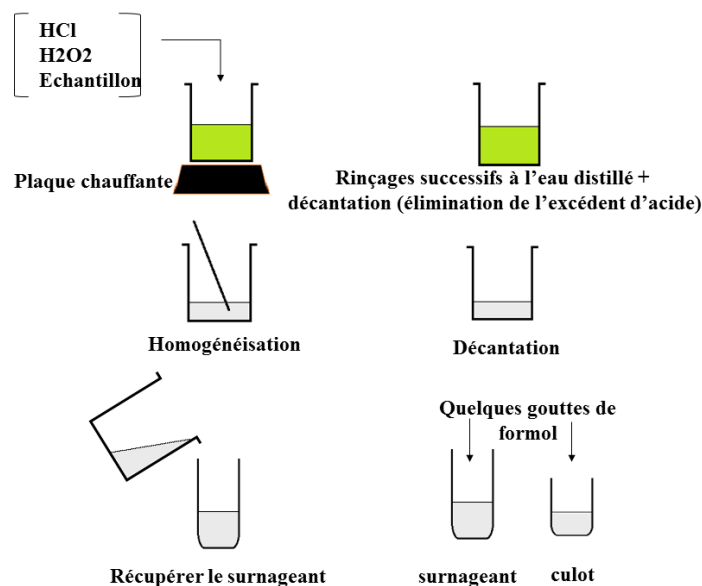 HCl
H2O2
Echantillon
Plaque chauffante
Rinçages successifs à l’eau distillé +
décantation (élimination de l’excédent d’acide)
Homogénéisation
Décantation
Quelques gouttes de
formol
Récupérer le surnageant
surnageant
culot